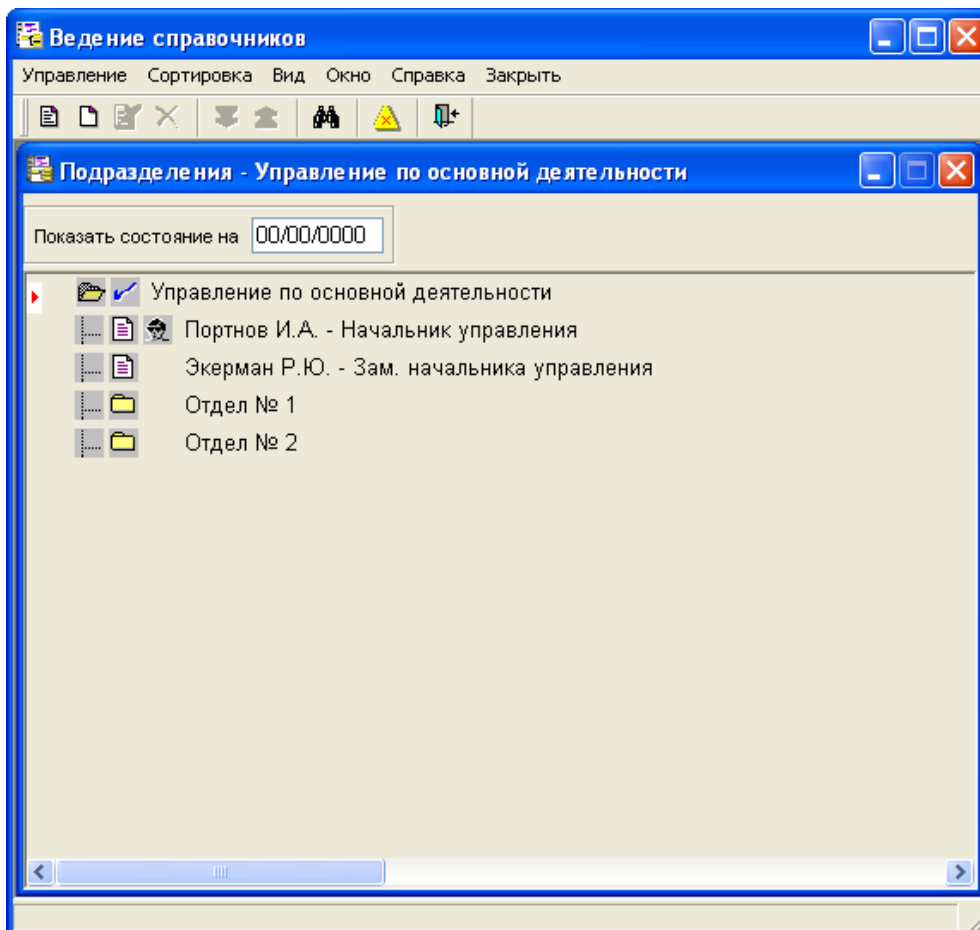 Ведение справочников
Управление Сортировка Вид Окно Справка Закрыть
Подразделения - Управление по основной деятельности
Показать состояние на 00/00/0000
Управление по основной деятельности
Портнов И.А. - Начальник управления
Экерман Р.Ю. - Зам. начальника управления
Отдел № 1
Отдел № 2